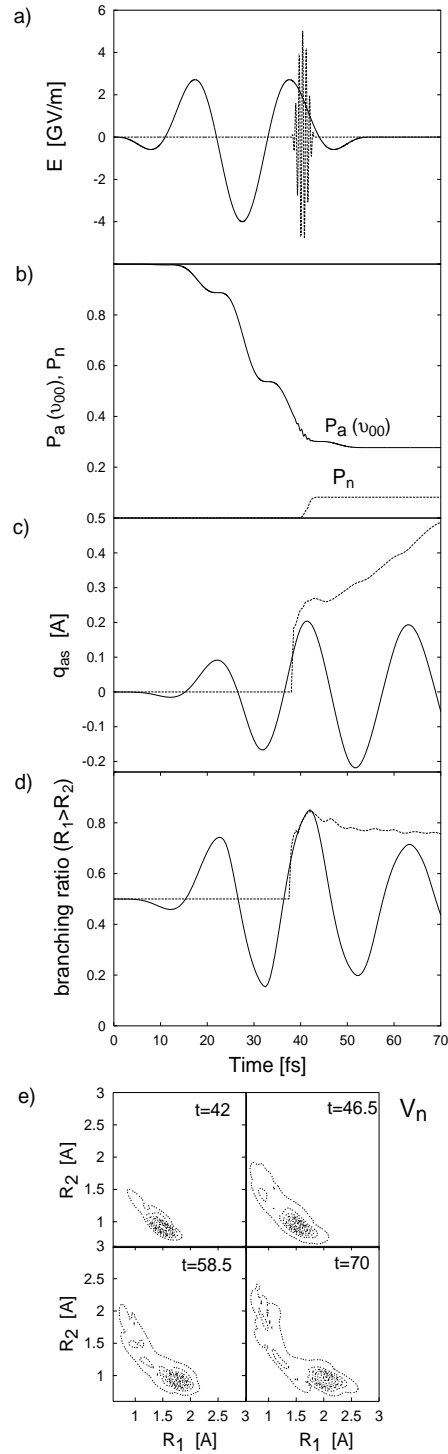 a)
6
4
2
0
-2
-4
E [GV/m]
b)
0.8
0.6
0.4
0.2
P_a (υ_00), P_n
P_a (υ_00)
P_n
c)
0.5
0.4
0.3
0.2
0.1
0
-0.1
-0.2
q_as [A]
d)
0.8
0.6
0.4
0.2
0
branching ratio (R_1>R_2)
0 10 20 30 40 50 60 70
Time [fs]
e)
V_n
3
2.5
2
1.5
1
R_2 [A]
t=42
t=46.5
3
2.5
2
1.5
1
R_2 [A]
t=58.5
t=70
1 1.5 2 2.5 3 1 1.5 2 2.5 3
R_1 [A]